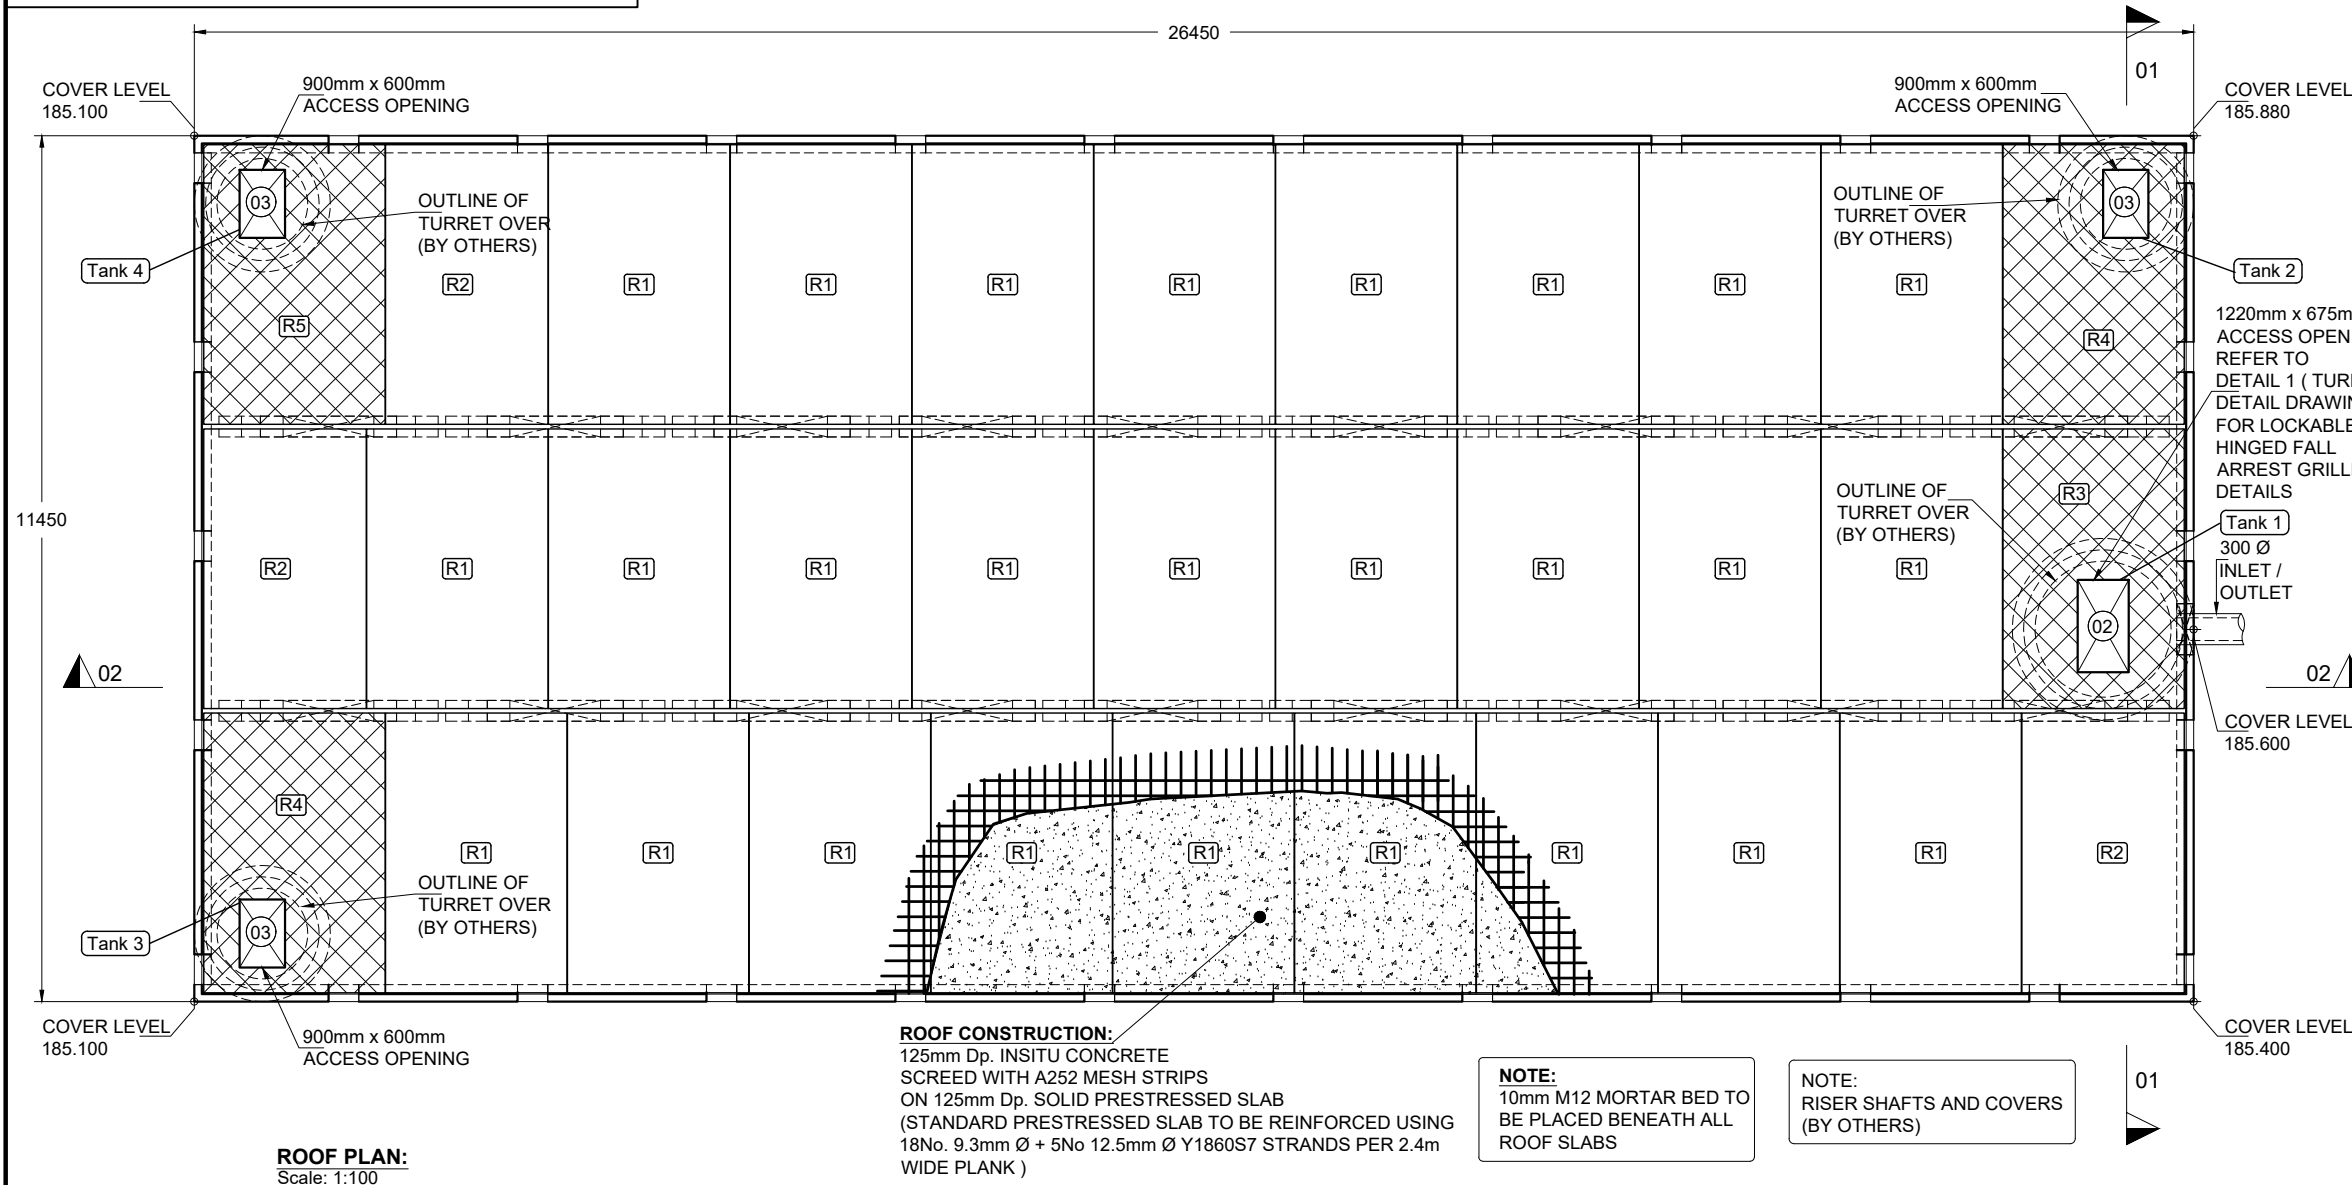 26450
01
COVER LEVEL
185.100
900mm x 600mm
ACCESS OPENING
900mm x 600mm
ACCESS OPENING
COVER LEVEL
185.880
03
OUTLINE OF
TURRET OVER
(BY OTHERS)
Tank 4
R5
R2
R1
R1
R1
R1
R1
R1
R1
R1
OUTLINE OF
TURRET OVER
(BY OTHERS)
03
Tank 2
R4
1220mm x 675m
ACCESS OPEN
REFER TO
DETAIL 1 ( TUR
DETAIL DRAWIN
FOR LOCKABLE
HINGED FALL
ARREST GRILL
DETAILS
11450
R2
R1
R1
R1
R1
R1
R1
R1
R1
R1
OUTLINE OF
TURRET OVER
(BY OTHERS)
R3
Tank 1
300 Ø
INLET /
OUTLET
02
02
02
COVER LEVEL
185.600
R4
R1
R1
R1
R1
R1
R1
R1
R1
R1
R2
OUTLINE OF
TURRET OVER
(BY OTHERS)
03
Tank 3
COVER LEVEL
185.100
900mm x 600mm
ACCESS OPENING
COVER LEVEL
185.400
01
ROOF CONSTRUCTION:
125mm Dp. INSITU CONCRETE
SCREED WITH A252 MESH STRIPS
ON 125mm Dp. SOLID PRESTRESSED SLAB
(STANDARD PRESTRESSED SLAB TO BE REINFORCED USING
18No. 9.3mm Ø + 5No 12.5mm Ø Y1860S7 STRANDS PER 2.4m
WIDE PLANK )
NOTE:
10mm M12 MORTAR BED TO
BE PLACED BENEATH ALL
ROOF SLABS
NOTE:
RISER SHAFTS AND COVERS
(BY OTHERS)
ROOF PLAN:
Scale: 1:100